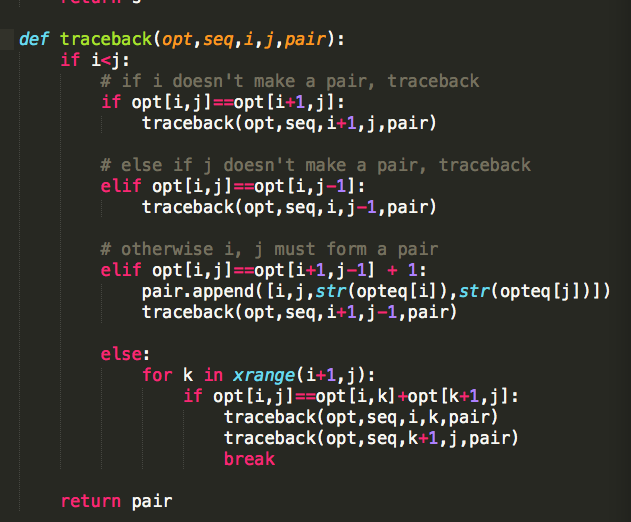 def traceback(opt,seq,i,j,pair):
    if i<j:
        # if i doesn't make a pair, traceback
        if opt[i,j]==opt[i+1,j]:
            traceback(opt,seq,i+1,j,pair)

        # else if j doesn't make a pair, traceback
        elif opt[i,j]==opt[i,j-1]:
            traceback(opt,seq,i,j-1,pair)

        # otherwise i, j must form a pair
        elif opt[i,j]==opt[i+1,j-1] + 1:
            pair.append([i,j,str(opteq[i]),str(opteq[j])])
            traceback(opt,seq,i+1,j-1,pair)

        else:
            for k in xrange(i+1,j):
                if opt[i,j]==opt[i,k]+opt[k+1,j]:
                    traceback(opt,seq,i,k,pair)
                    traceback(opt,seq,k+1,j,pair)
                    break

    return pair